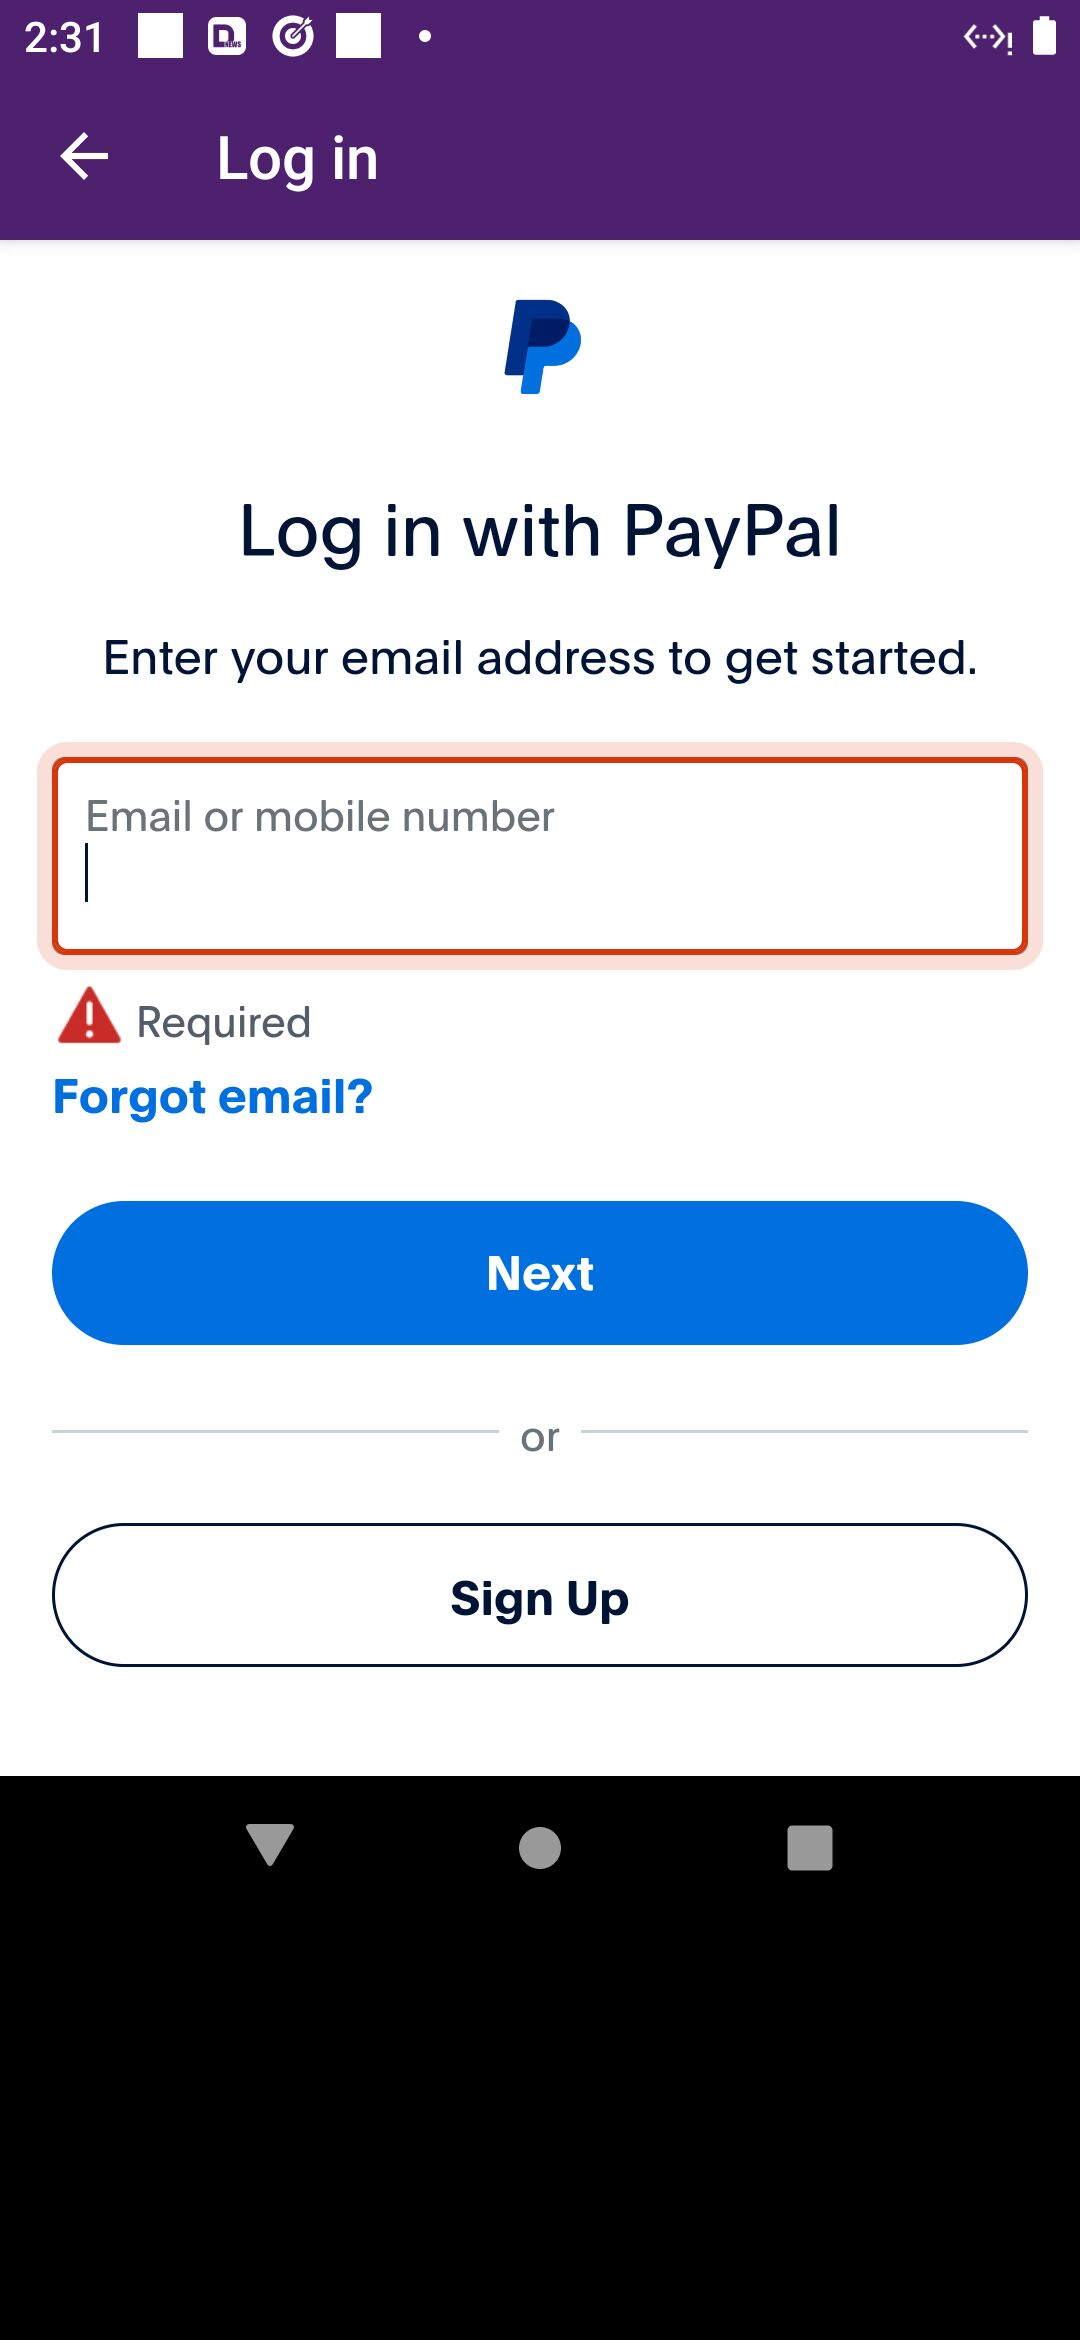 2:31
Log in
Log in with PayPal
Enter your email address to get started.
Email or mobile number
Required
Forgot email?
Next
or
Sign Up